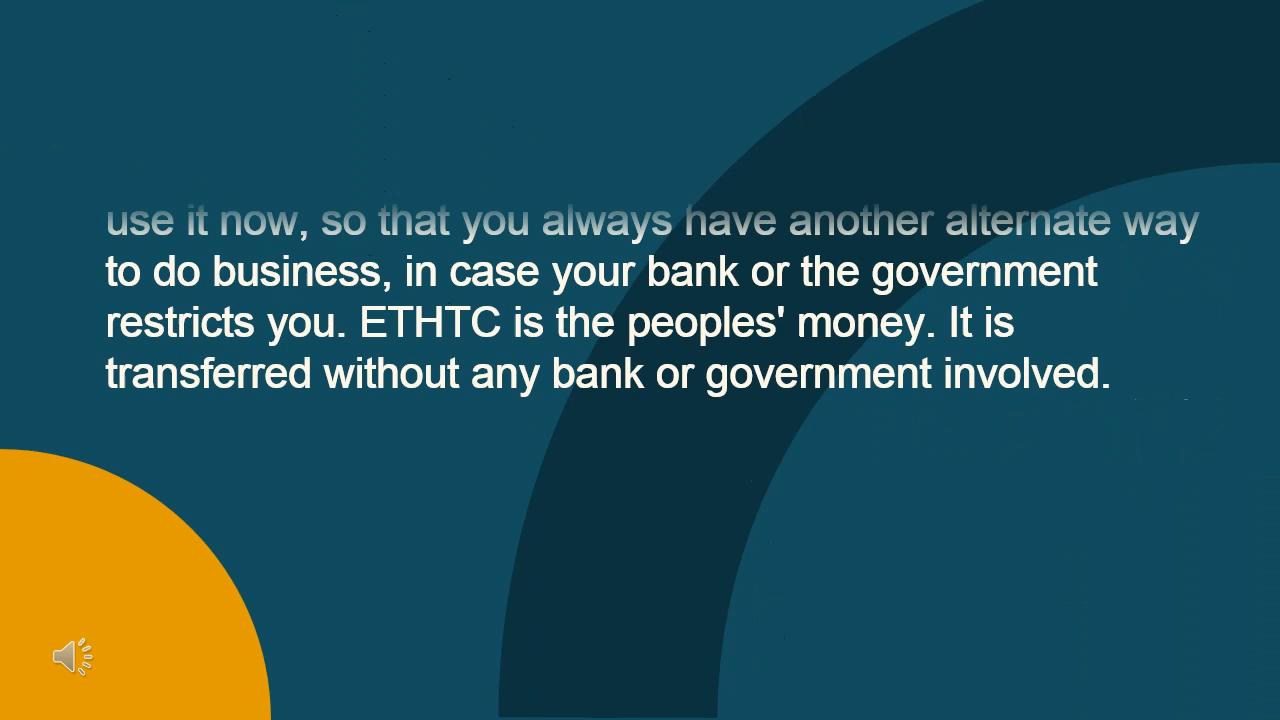 use it now, so that you always have another alternate way
to do business, in case your bank or the government
restricts you. ETHTC is the peoples' money. It is
transferred without any bank or government involved.